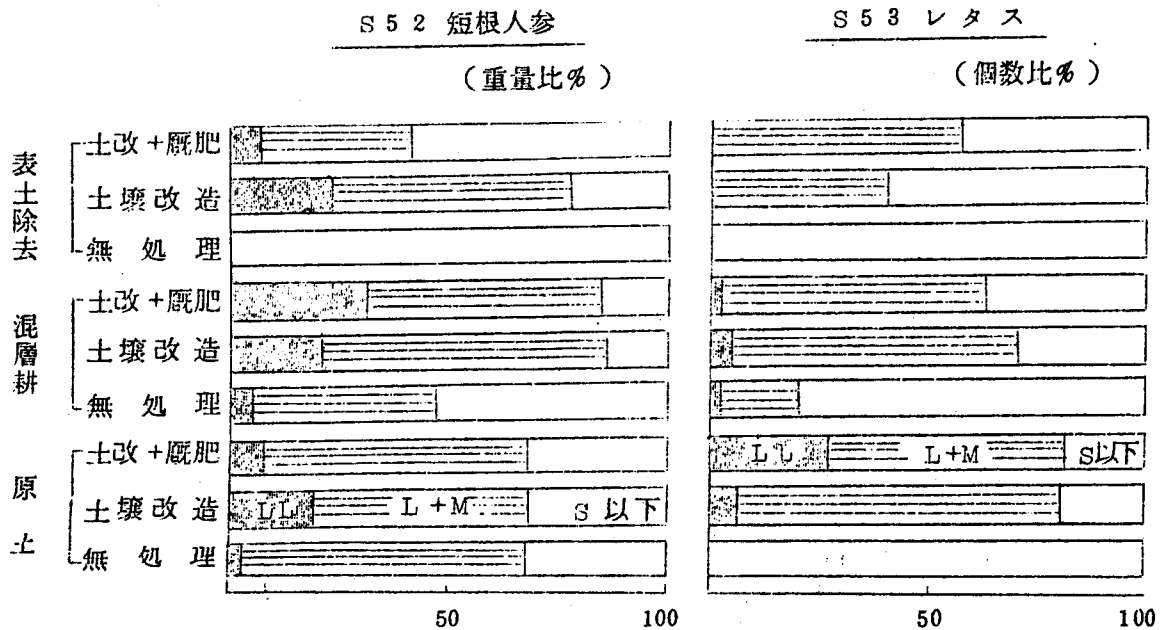 S52 短根人参
(重量比%)
S53 レタス
(個数比%)
表土除去
土改+厩肥
土壌改造
無処理
混層耕
土改+厩肥
土壌改造
無処理
原土
土改+厩肥
LL L+M S以下
土壌改造
LL L+M S以下
無処理
50 100
50 100